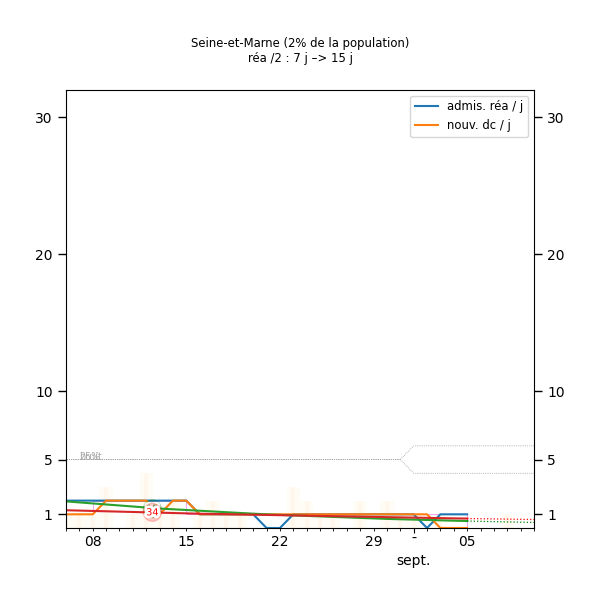 Seine-et-Marne (2% de la population)
réa /2 : 7 j –> 15 j
admis. réa / j
nouv. dc / j
30 30
20 20
10 10
5 5
34
1 1
08 15 22 29 - 05
sept.